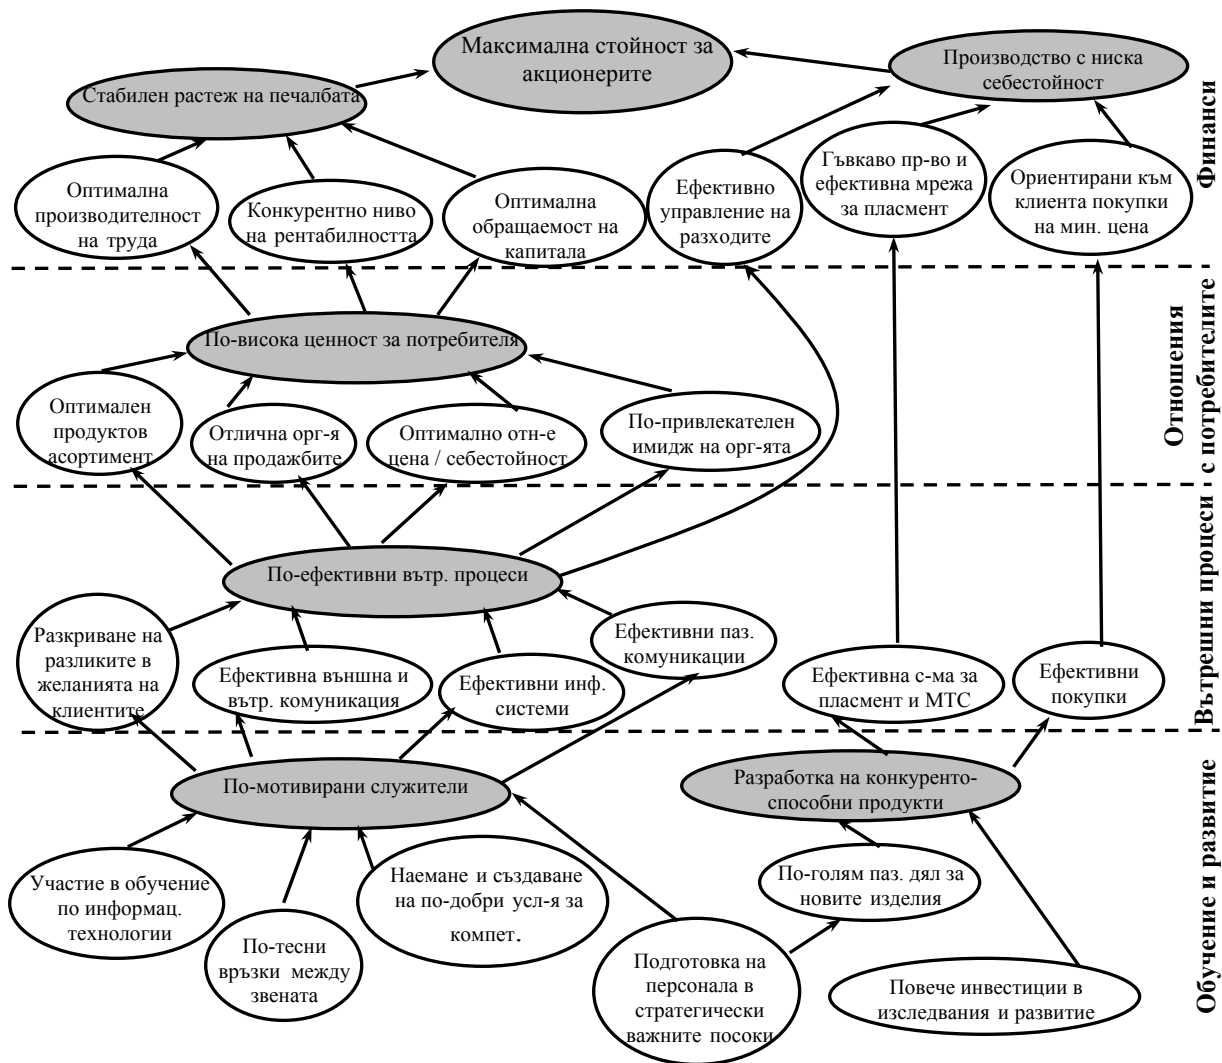 Максимална стойност за
акционерите
Производство с ниска
себестойност
Стабилен растеж на печалбата
Финанси
Оптимална
производителност
на труда
Конкурентно ниво
на рентабилността
Оптимална
обращаемост на
капитала
Ефективно
управление на
разходите
Гъвкаво пр-во и
ефективна мрежа
за пласмент
Ориентирани към
клиента покупки
на мин. цена
Отношения
с потребителите
По-висока ценност за потребителя
Оптимален
продуктов
асортимент
Отлична орг-я
на продажбите
Оптимално отн-е
цена / себестойност
По-привлекателен
имидж на орг-ята
Вътрешни процеси -
По-ефективни вътр. процеси
Разкриване на
разликите в
желанията на
клиентите
Ефективна външна и
вътр. комуникация
Ефективни инф.
системи
Ефективни паз.
комуникации
Ефективна с-ма за
пласмент и МТС
Ефективни
покупки
Обучение и развитие
По-мотивирани служители
Разработка на конкуренто-
способни продукти
Участие в обучение
по информац.
технологии
По-тесни
връзки между
звената
Наемане и създаване
на по-добри усл-я за
компет.
По-голям паз. дял за
новите изделия
Подготовка на
персонала в
стратегически
важните посоки
Повече инвестиции в
изследвания и развитие